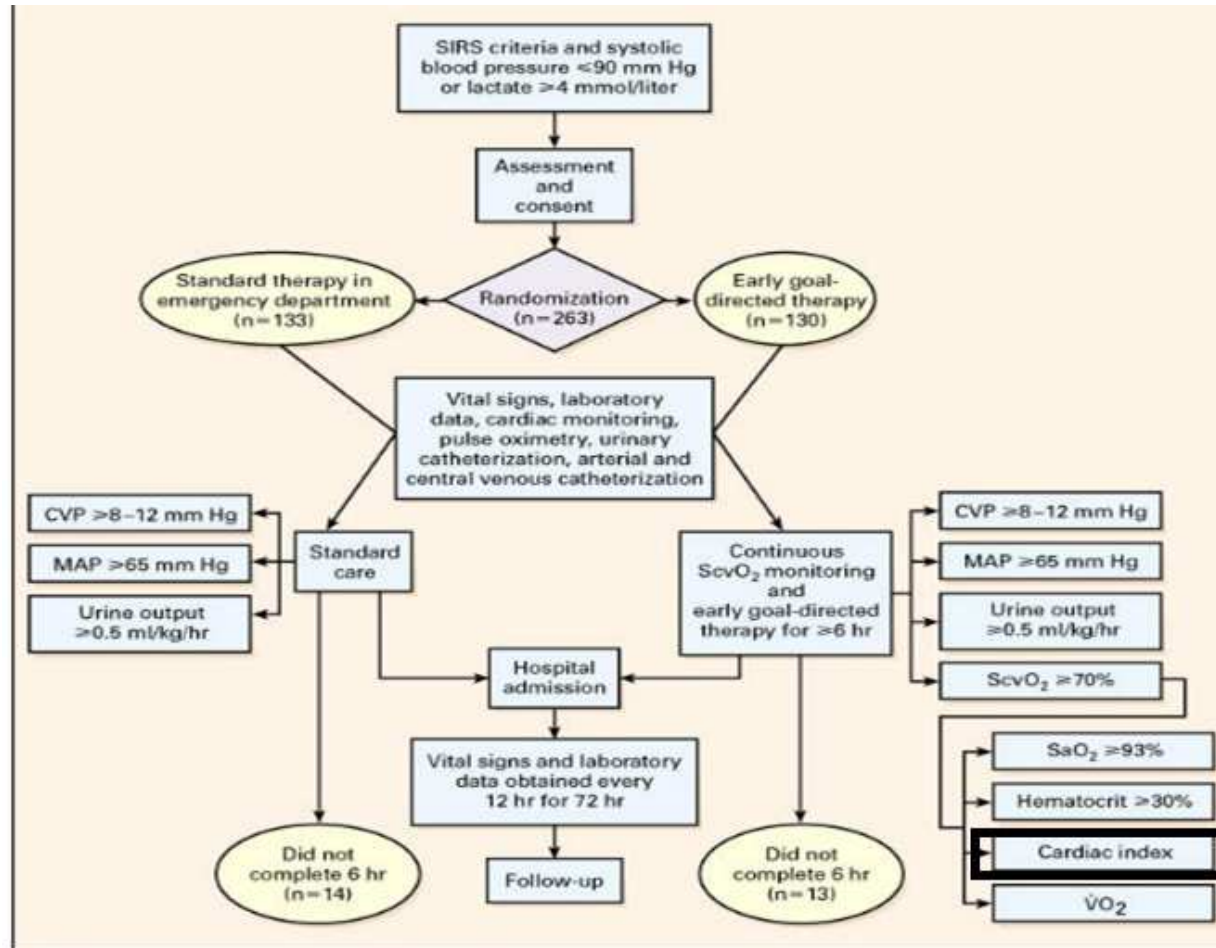 SIRS criteria and systolic
blood pressure ≤90 mm Hg
or lactate ≥4 mmol/liter
Assessment
and
consent
Standard therapy in
emergency department
(n=133)
Randomization
(n=263)
Early goal-
directed therapy
(n=130)
Vital signs, laboratory
data, cardiac monitoring,
pulse oximetry, urinary
catheterization, arterial and
central venous catheterization
CVP ≥8–12 mm Hg
MAP ≥65 mm Hg
Urine output
≥0.5 ml/kg/hr
Standard
care
Continuous
ScvO₂ monitoring
and
early goal-directed
therapy for ≥6 hr
CVP ≥8–12 mm Hg
MAP ≥65 mm Hg
Urine output
≥0.5 ml/kg/hr
ScvO₂ ≥70%
SaO₂ ≥93%
Hematocrit ≥30%
Cardiac index
V̇O₂
Hospital
admission
Vital signs and laboratory
data obtained every
12 hr for 72 hr
Follow-up
Did not
complete 6 hr
(n=14)
Did not
complete 6 hr
(n=13)